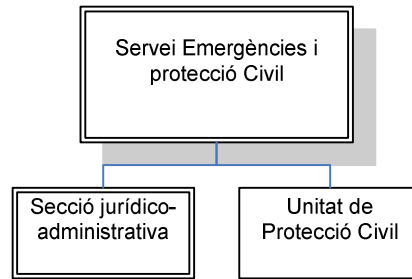 Servei Emergències i
protecció Civil
Secció jurídico-
administrativa
Unitat de
Protecció Civil